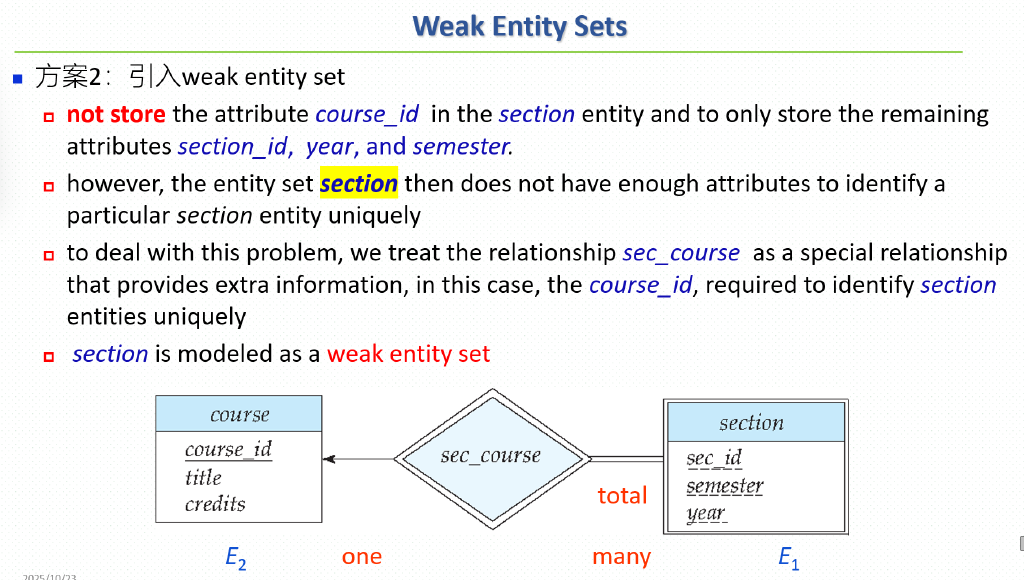 Weak Entity Sets
方案2：引入weak entity set
not store the attribute course_id in the section entity and to only store the remaining
attributes section_id, year, and semester.
however, the entity set section then does not have enough attributes to identify a
particular section entity uniquely
to deal with this problem, we treat the relationship sec_course as a special relationship
that provides extra information, in this case, the course_id, required to identify section
entities uniquely
section is modeled as a weak entity set
course
course_id
title
credits
sec_course
section
sec_id
semester
year
total
E2
one
many
E1
2025/10/23